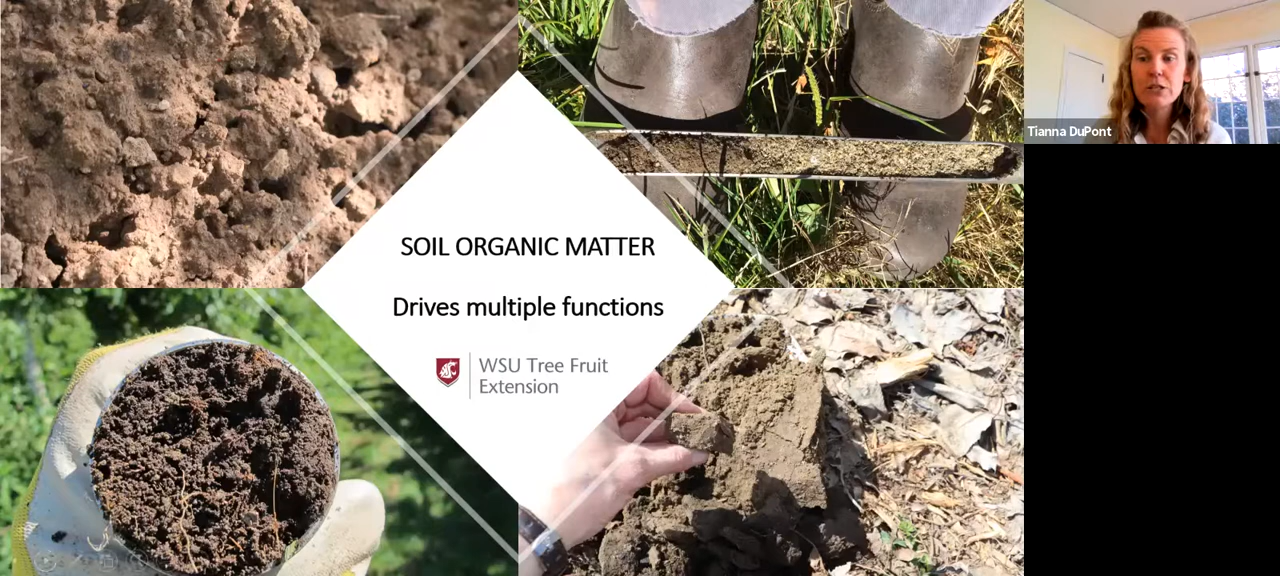 SOIL ORGANIC MATTER
Drives multiple functions
WSU Tree Fruit
Extension
Tianna DuPont